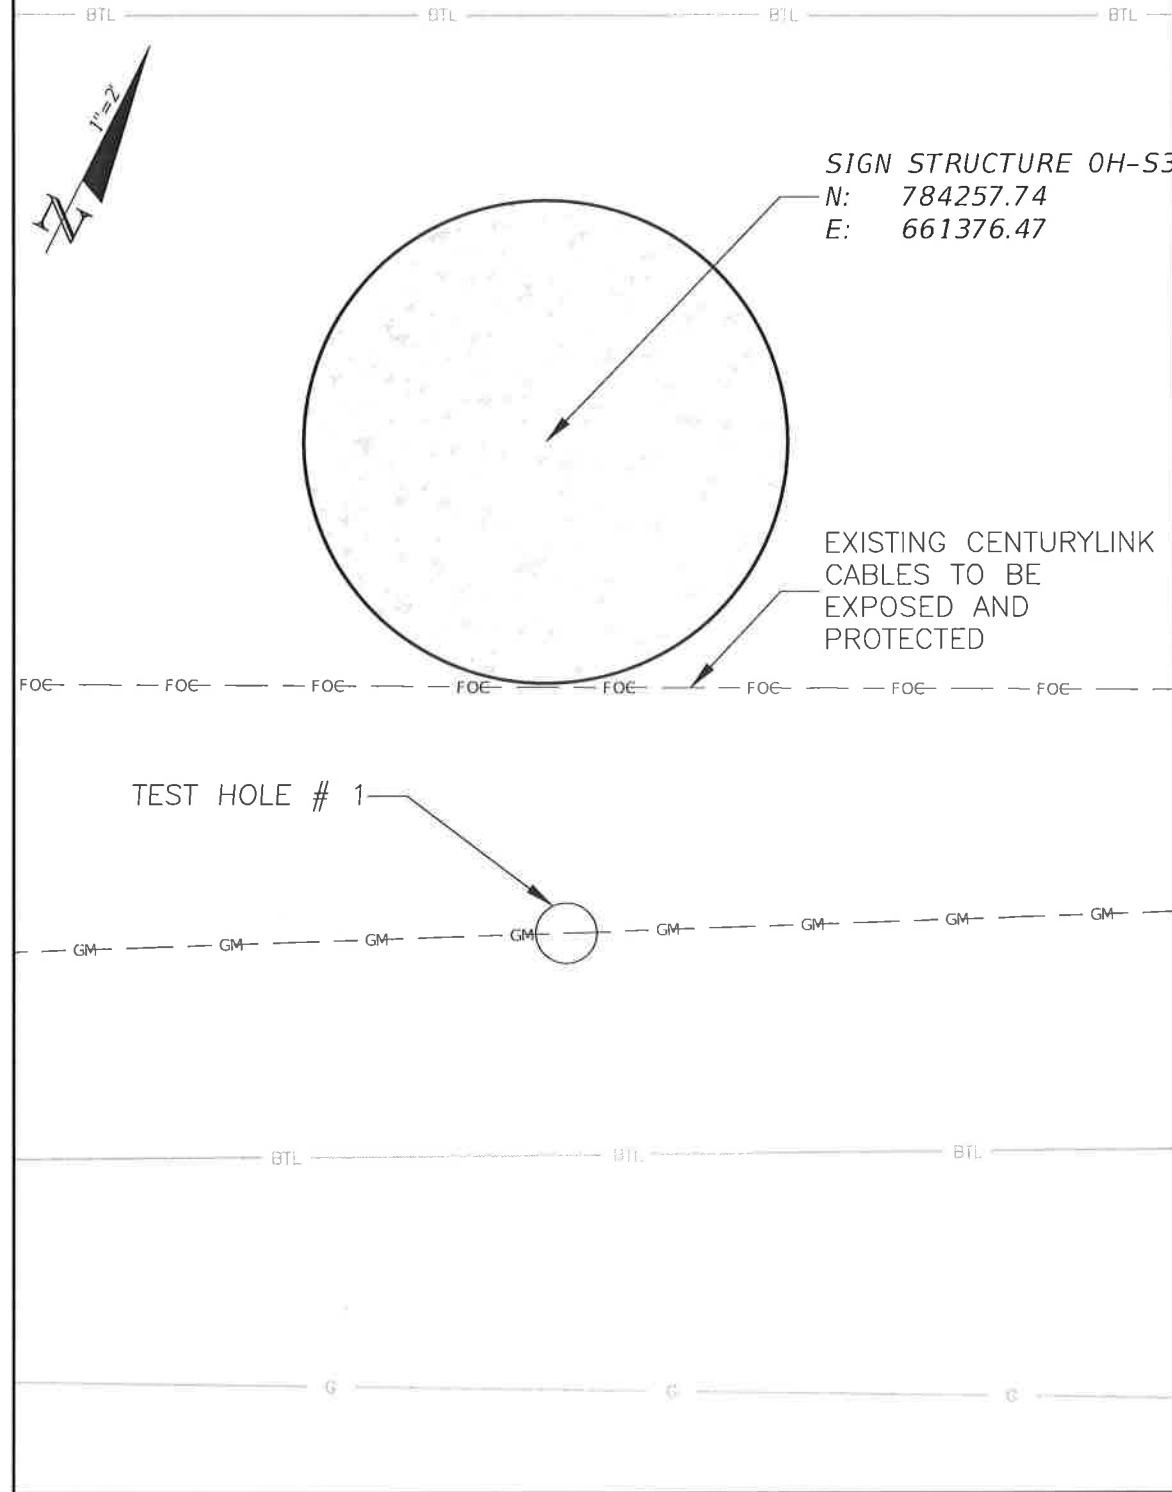 BTL BTL BTL BTL
1"=2'
N
SIGN STRUCTURE OH-S3
N: 784257.74
E: 661376.47
EXISTING CENTURYLINK
CABLES TO BE
EXPOSED AND
PROTECTED
FOC FOC FOC FOC FOC FOC FOC FOC
TEST HOLE # 1
GM GM GM GM GM GM GM GM
BTL BTL BTL
G G G